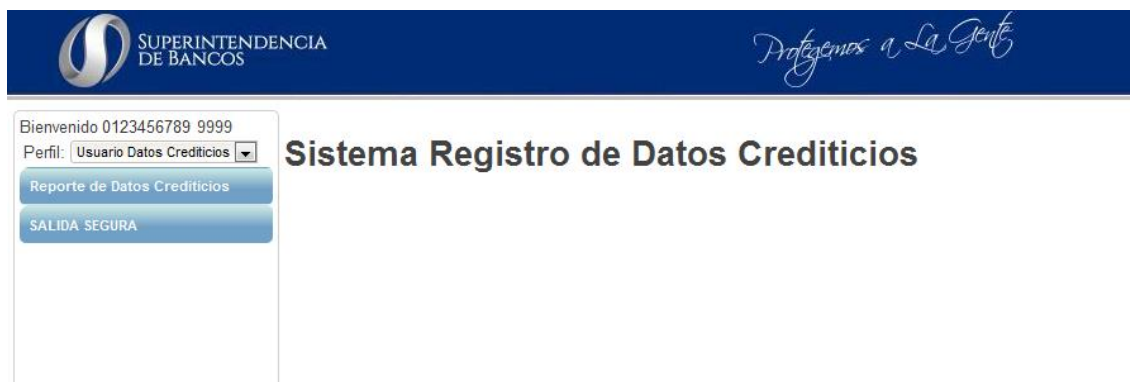 SUPERINTENDENCIA
DE BANCOS
Protegemos a La Gente
Bienvenido 0123456789 9999
Perfil: Usuario Datos Crediticios
Reporte de Datos Crediticios
SALIDA SEGURA
Sistema Registro de Datos Crediticios